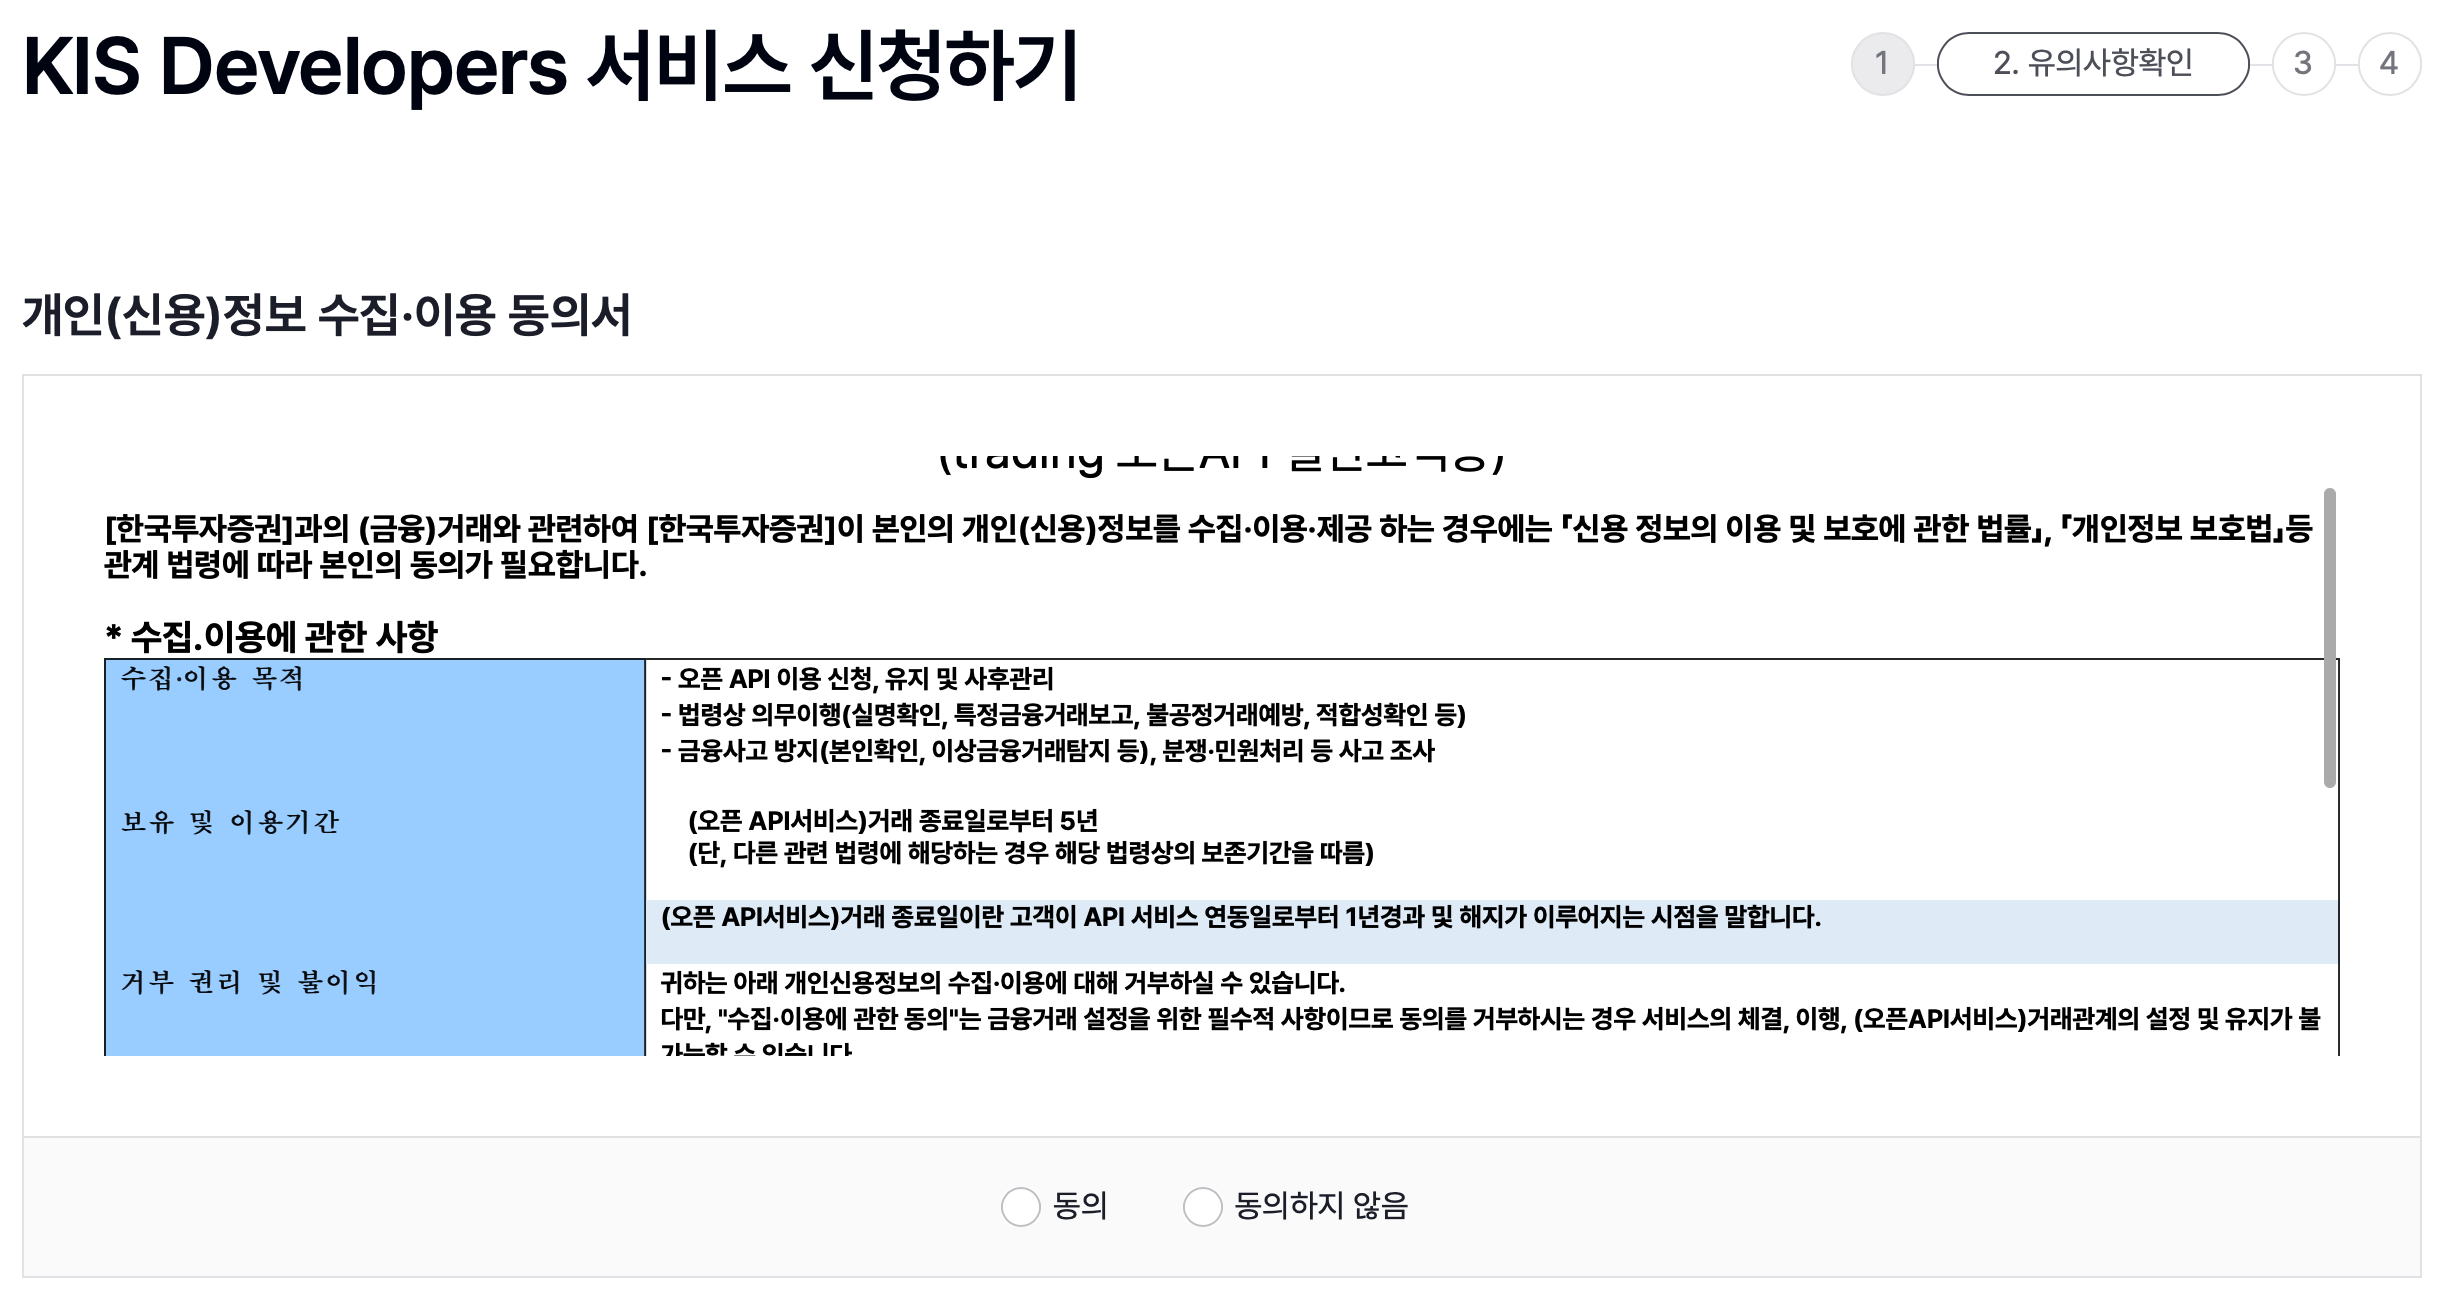 KIS Developers 서비스 신청하기
1
2. 유의사항확인
3
4
개인(신용)정보 수집·이용 동의서
(trading 오픈API
[한국투자증권]과의 (금융)거래와 관련하여 [한국투자증권]이 본인의 개인(신용)정보를 수집·이용·제공 하는 경우에는 「신용 정보의 이용 및 보호에 관한 법률」, 「개인정보 보호법」등
관계 법령에 따라 본인의 동의가 필요합니다.
* 수집.이용에 관한 사항
수집·이용 목적
- 오픈 API 이용 신청, 유지 및 사후관리
- 법령상 의무이행(실명확인, 특정금융거래보고, 불공정거래예방, 적합성확인 등)
- 금융사고 방지(본인확인, 이상금융거래탐지 등), 분쟁·민원처리 등 사고 조사
보유 및 이용기간
(오픈 API서비스)거래 종료일로부터 5년
(단, 다른 관련 법령에 해당하는 경우 해당 법령상의 보존기간을 따름)
(오픈 API서비스)거래 종료일이란 고객이 API 서비스 연동일로부터 1년경과 및 해지가 이루어지는 시점을 말합니다.
거부 권리 및 불이익
귀하는 아래 개인신용정보의 수집·이용에 대해 거부하실 수 있습니다.
다만, "수집·이용에 관한 동의"는 금융거래 설정을 위한 필수적 사항이므로 동의를 거부하시는 경우 서비스의 체결, 이행, (오픈API서비스)거래관계의 설정 및 유지가 불
가능할 수 있습니다.
동의
동의하지 않음